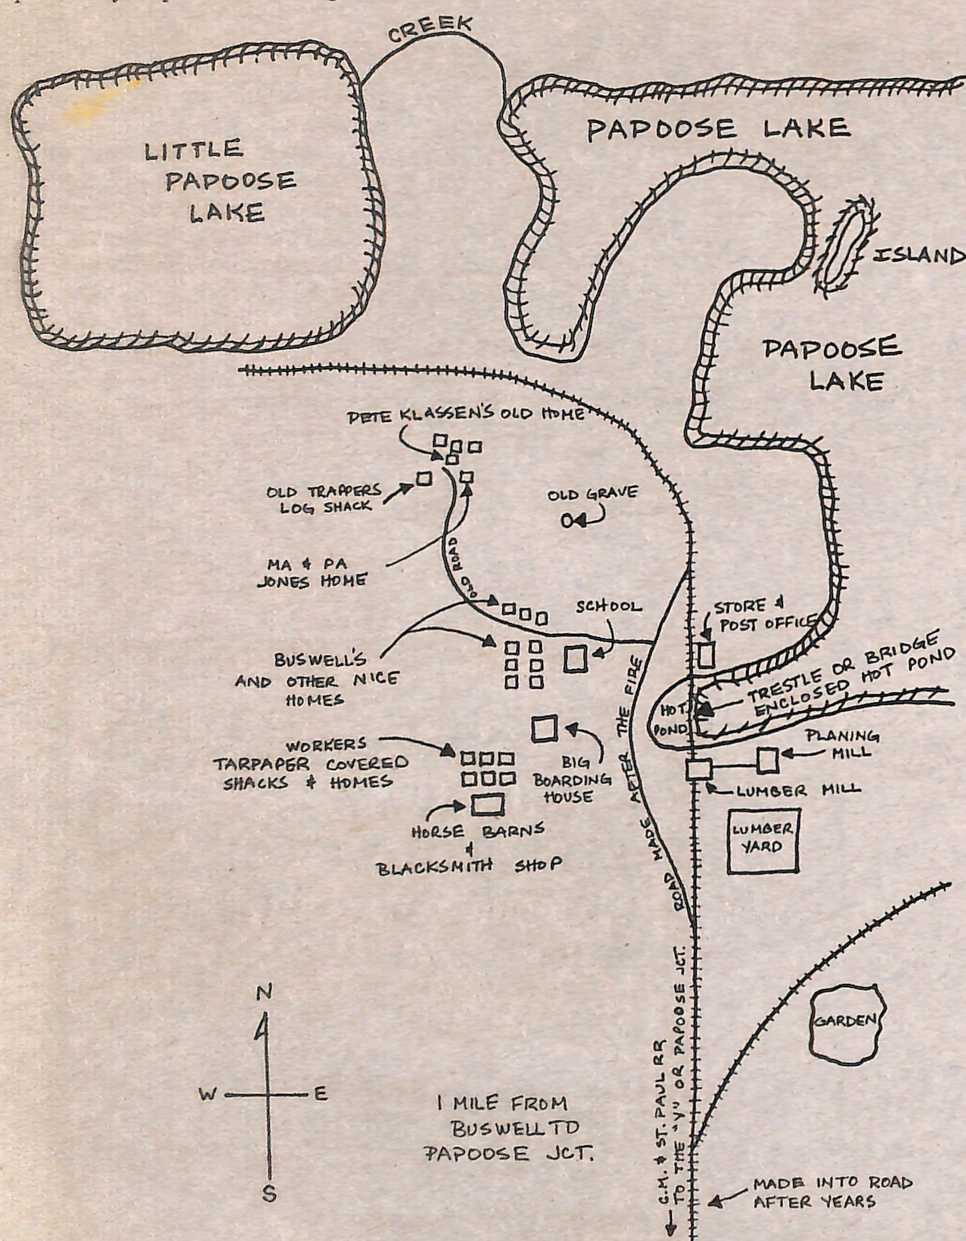 CREEK
PAPOOSE LAKE
LITTLE
PAPOOSE
LAKE
ISLAND
PAPOOSE
LAKE
PETE KLASSEN'S OLD HOME
OLD TRAPPERS
LOG SHACK
OLD GRAVE
OLD ROAD
MA & PA
JONES HOME
SCHOOL
STORE &
POST OFFICE
BUSWELL'S
AND OTHER NICE
HOMES
TRESTLE OR BRIDGE
ENCLOSED HOT POND
HOT
POND
PLANING
MILL
WORKERS
TARPAPER COVERED
SHACKS & HOMES
BIG
BOARDING
HOUSE
LUMBER MILL
ROAD MADE AFTER THE FIRE
HORSE BARNS
&
BLACKSMITH SHOP
LUMBER
YARD
GARDEN
N
W
E
S
1 MILE FROM
BUSWELL TO
PAPOOSE JCT.
C.M. & ST. PAUL RR
TO THE "Y" OR PAPOOSE JCT.
MADE INTO ROAD
AFTER YEARS